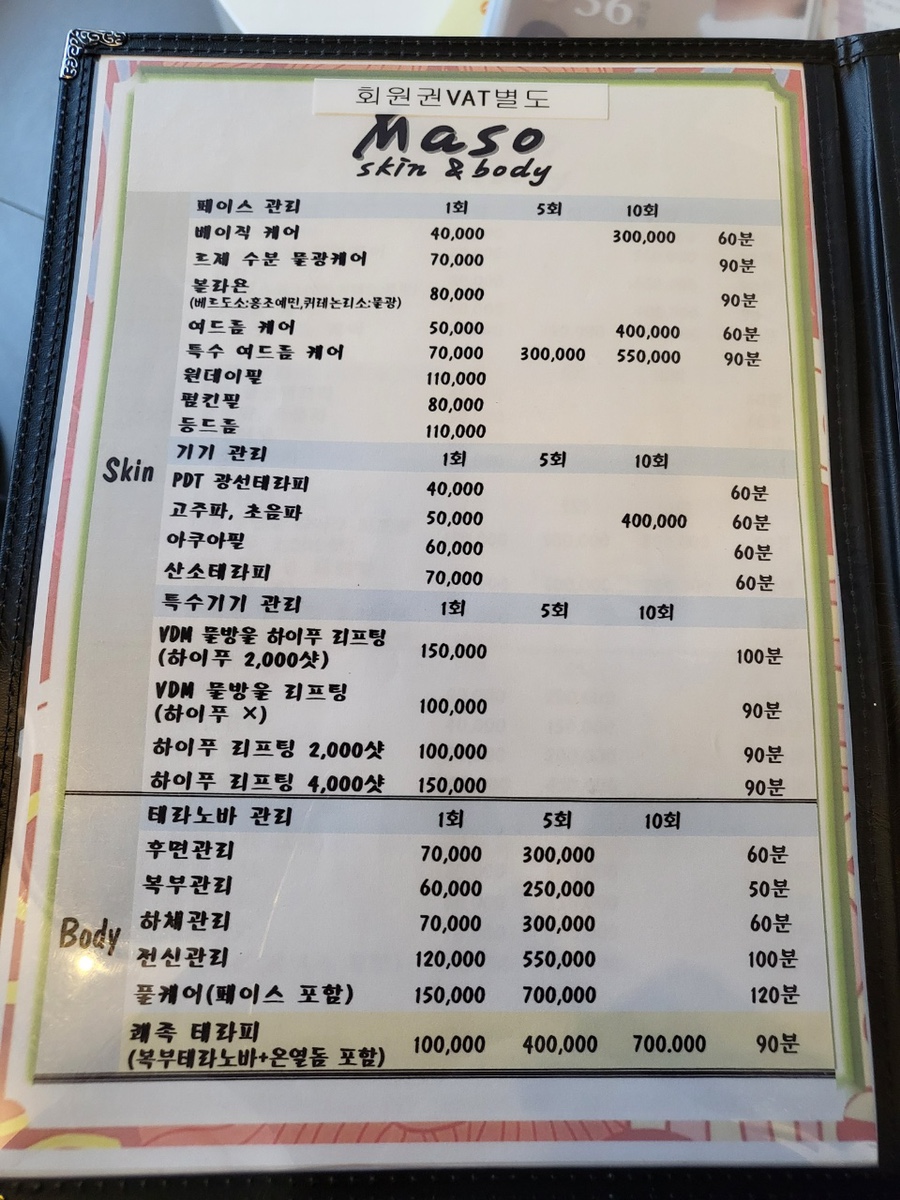 회원권VAT별도
Maso
skin & body
페이스 관리 1회 5회 10회
베이직 케어 40,000 300,000 60분
르제 수분 물광케어 70,000 90분
볼라욘 80,000 90분
(베르도소:홍조예민,퀴레논리소:물광)
여드름 케어 50,000 400,000 60분
특수 여드름 케어 70,000 300,000 550,000 90분
원데이필 110,000
펌킨필 80,000
등드름 110,000
Skin
기기 관리 1회 5회 10회
PDT 광선테라피 40,000 60분
고주파, 초음파 50,000 400,000 60분
아쿠아필 60,000 60분
산소테라피 70,000 60분
특수기기 관리 1회 5회 10회
VDM 물방울 하이푸 리프팅
(하이푸 2,000샷) 150,000 100분
VDM 물방울 리프팅
(하이푸 X) 100,000 90분
하이푸 리프팅 2,000샷 100,000 90분
하이푸 리프팅 4,000샷 150,000 90분
테라노바 관리 1회 5회 10회
후면관리 70,000 300,000 60분
복부관리 60,000 250,000 50분
하체관리 70,000 300,000 60분
Body
전신관리 120,000 550,000 100분
풀케어(페이스 포함) 150,000 700,000 120분
쾌족 테라피
(복부테라노바+온열돔 포함) 100,000 400,000 700.000 90분